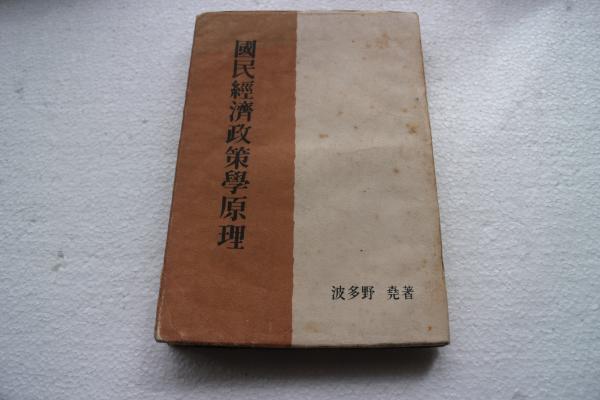 國民經濟政策學原理
波多野 堯著